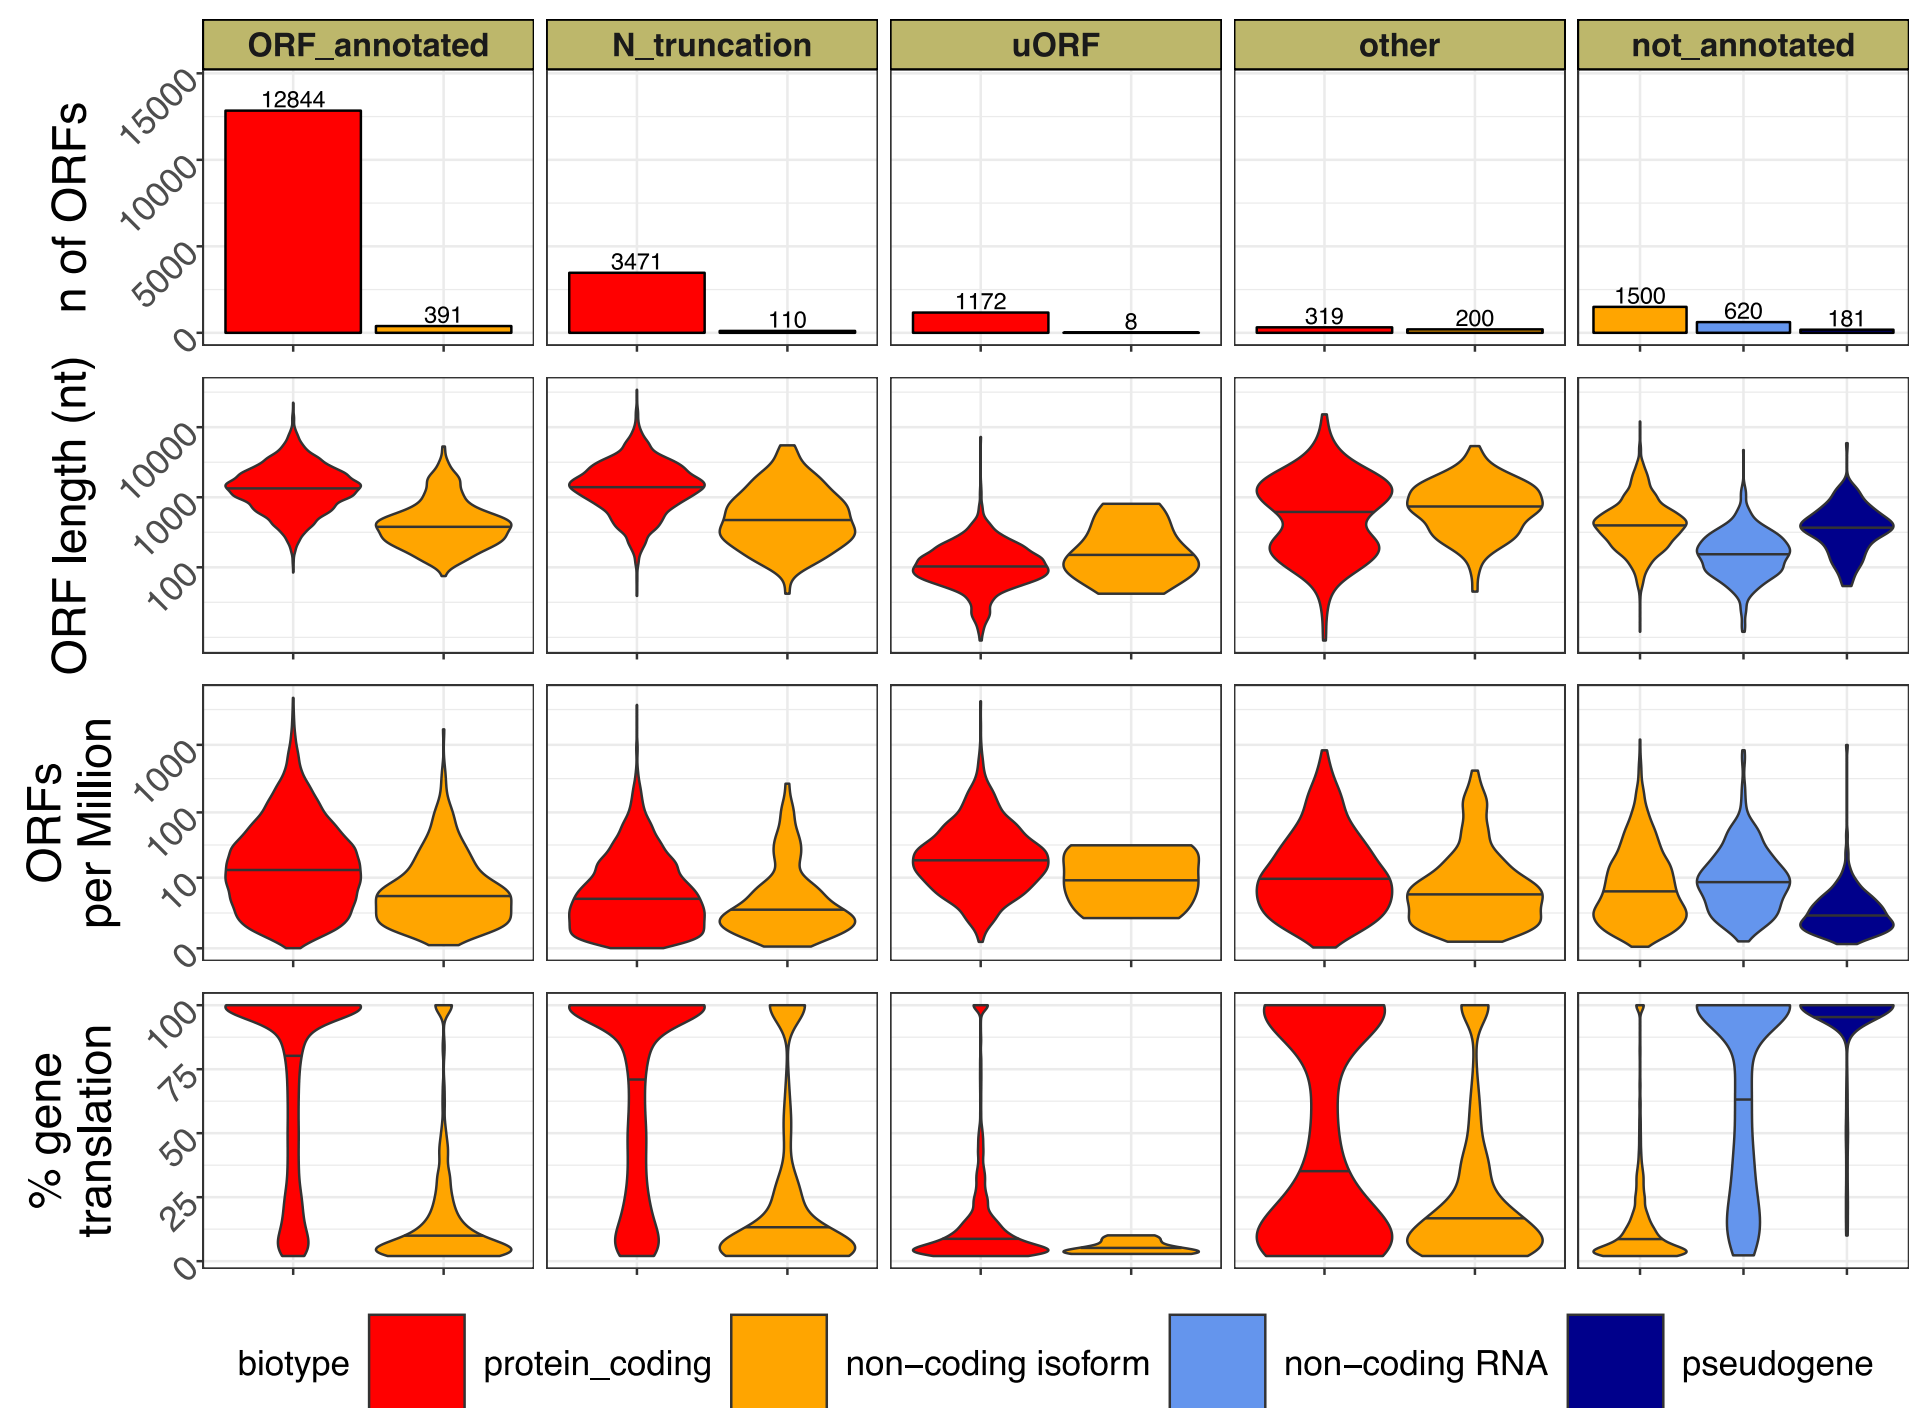 ORF_annotated
N_truncation
uORF
other
not_annotated
n of ORFs
15000
10000
5000
0
12844
391
3471
110
1172
8
319
200
1500
620
181
ORF length (nt)
10000
1000
100
ORFs
per Million
1000
100
10
0
% gene
translation
100
75
50
25
0
biotype
protein_coding
non−coding isoform
non−coding RNA
pseudogene